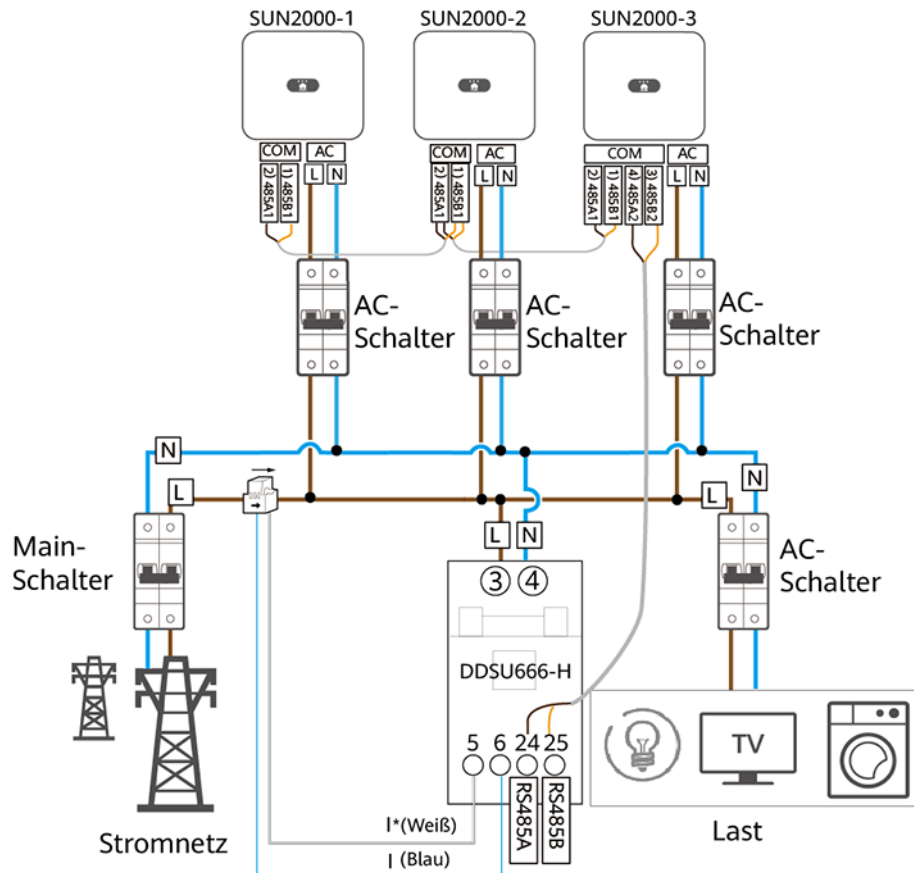 SUN2000-1
SUN2000-2
SUN2000-3
COM
AC
2) 485A1
1) 485B1
L
N
COM
AC
2) 485A1
1) 485B1
L
N
COM
AC
2) 485A1
1) 485B1
4) 485A2
3) 485B2
L
N
AC-
Schalter
AC-
Schalter
AC-
Schalter
N
L
L
N
Main-
Schalter
L
N
3
4
AC-
Schalter
DDSU666-H
5
6
24
25
RS485A
RS485B
TV
Stromnetz
I*(Weiß)
I (Blau)
Last